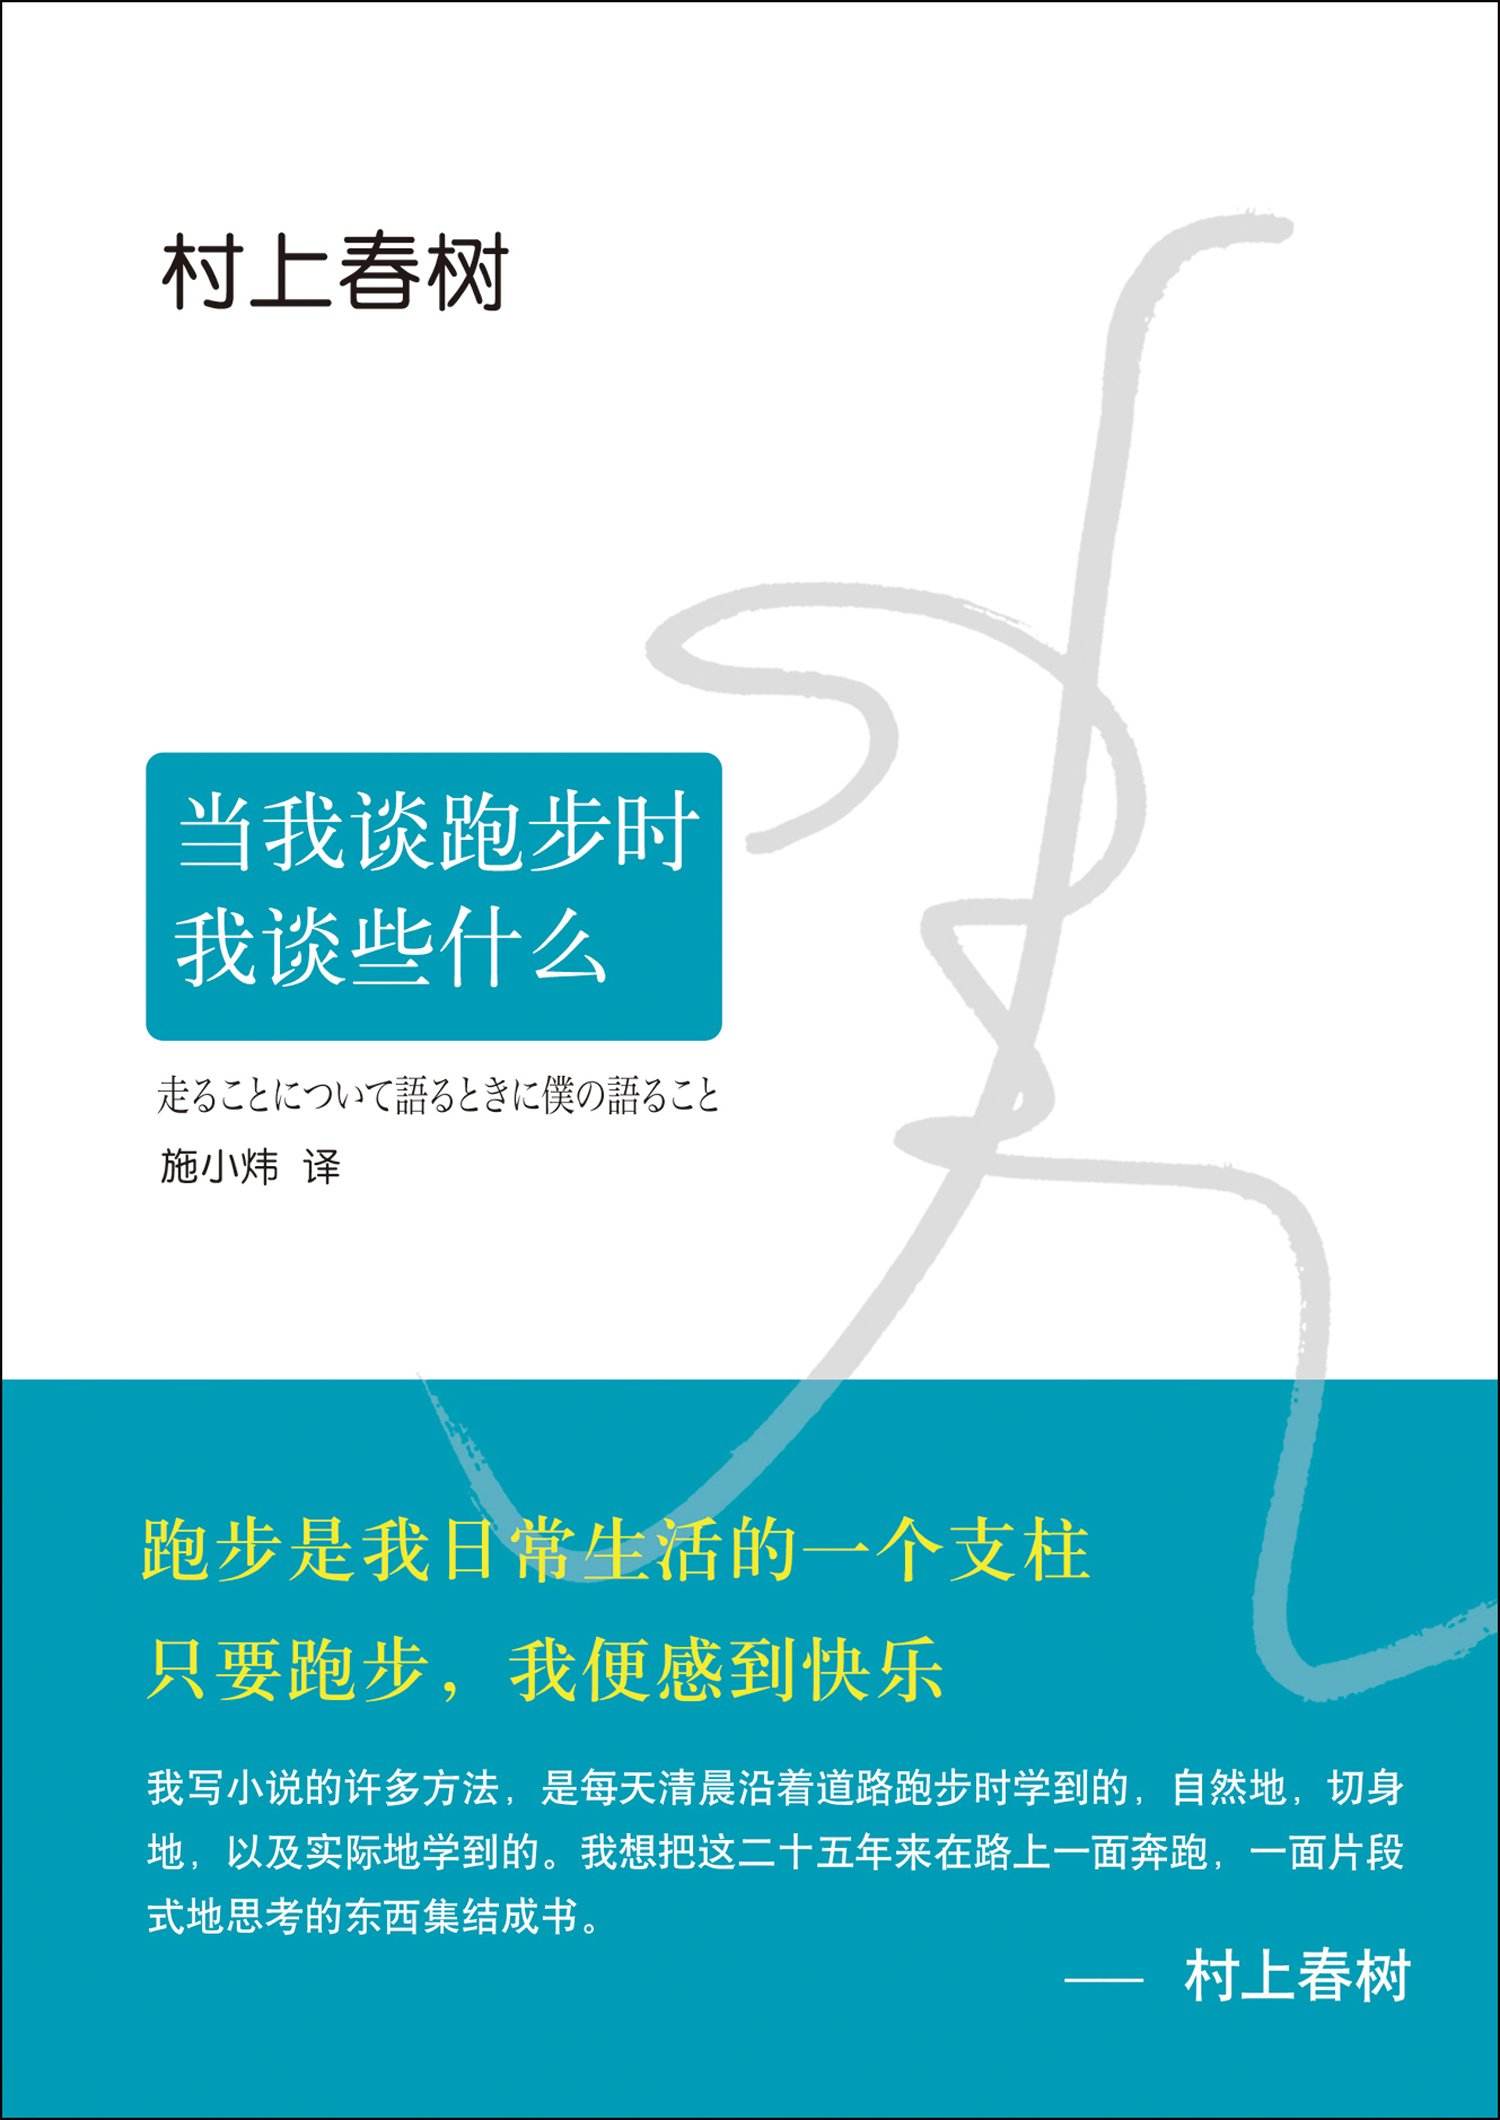 村上春树
当我谈跑步时
我谈些什么
走ることについて語るときに僕の語ること
施小炜 译
跑步是我日常生活的一个支柱
只要跑步，我便感到快乐
我写小说的许多方法，是每天清晨沿着道路跑步时学到的，自然地，切身
地，以及实际地学到的。我想把这二十五年来在路上一面奔跑，一面片段
式地思考的东西集结成书。
—— 村上春树